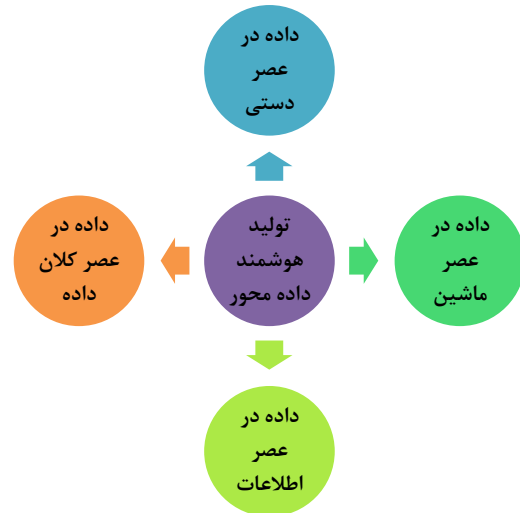 داده در
عصر
دستی
داده در
عصر کلان
داده
تولید
هوشمند
داده محور
داده در
عصر
ماشین
داده در
عصر
اطلاعات